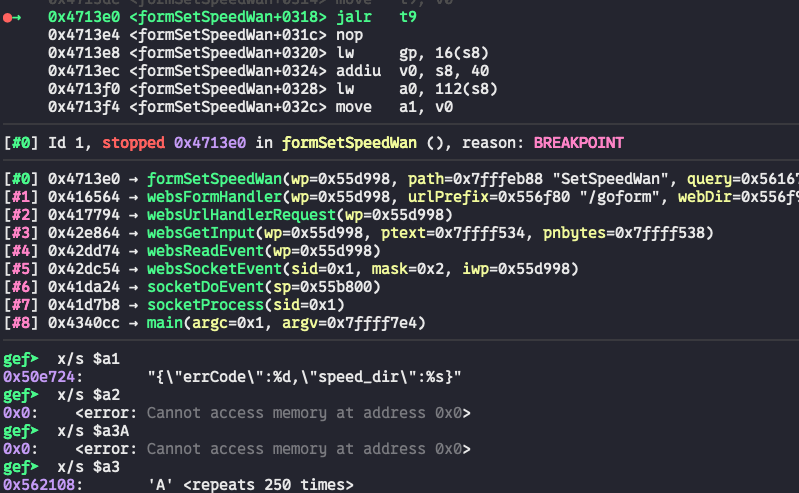 0x4713e0 <formSetSpeedWan+0318> jalr   t9
0x4713e4 <formSetSpeedWan+031c> nop
0x4713e8 <formSetSpeedWan+0320> lw     gp, 16(s8)
0x4713ec <formSetSpeedWan+0324> addiu  v0, s8, 40
0x4713f0 <formSetSpeedWan+0328> lw     a0, 112(s8)
0x4713f4 <formSetSpeedWan+032c> move   a1, v0
[#0] Id 1, stopped 0x4713e0 in formSetSpeedWan (), reason: BREAKPOINT
[#0] 0x4713e0 → formSetSpeedWan(wp=0x55d998, path=0x7fffeb88 "SetSpeedWan", query=0x56167
[#1] 0x416564 → websFormHandler(wp=0x55d998, urlPrefix=0x556f80 "/goform", webDir=0x556f9
[#2] 0x417794 → websUrlHandlerRequest(wp=0x55d998)
[#3] 0x42e864 → websGetInput(wp=0x55d998, ptext=0x7ffff534, pnbytes=0x7ffff538)
[#4] 0x42dd74 → websReadEvent(wp=0x55d998)
[#5] 0x42dc54 → websSocketEvent(sid=0x1, mask=0x2, iwp=0x55d998)
[#6] 0x41da24 → socketDoEvent(sp=0x55b800)
[#7] 0x41d7b8 → socketProcess(sid=0x1)
[#8] 0x4340cc → main(argc=0x1, argv=0x7ffff7e4)
gef➤  x/s $a1
0x50e724:       "{\"errCode\":%d,\"speed_dir\":%s}"
gef➤  x/s $a2
0x0:    <error: Cannot access memory at address 0x0>
gef➤  x/s $a3A
0x0:    <error: Cannot access memory at address 0x0>
gef➤  x/s $a3
0x562108:       'A' <repeats 250 times>